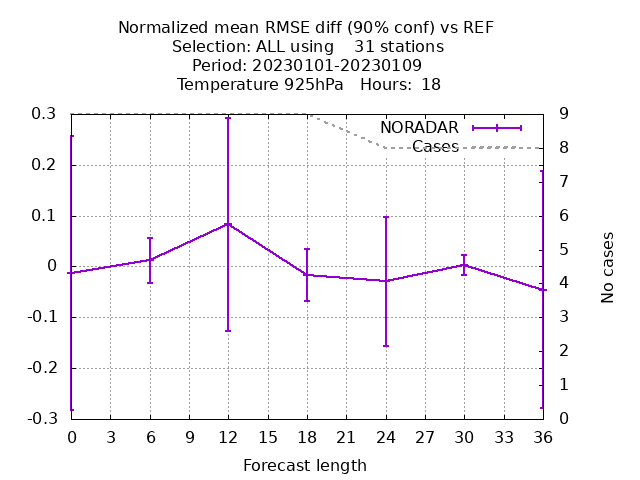 Normalized mean RMSE diff (90% conf) vs REF
Selection: ALL using    31 stations
Period: 20230101-20230109
Temperature 925hPa   Hours:  18
NORADAR
Cases
0.3
0.2
0.1
0
-0.1
-0.2
-0.3
9
8
7
6
5
4
3
2
1
0
No cases
0 3 6 9 12 15 18 21 24 27 30 33 36
Forecast length